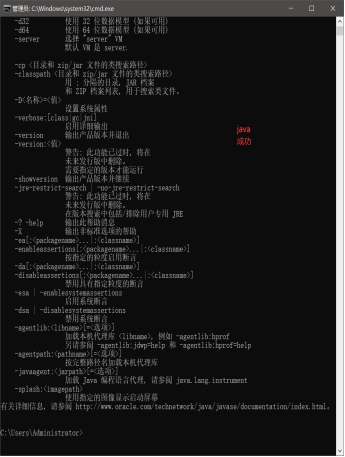 管理员: C:\Windows\system32\cmd.exe
-d32 使用 32 位数据模型 (如果可用)
-d64 使用 64 位数据模型 (如果可用)
-server 选择 "server" VM
默认 VM 是 server.
-cp <目录和 zip/jar 文件的类搜索路径>
-classpath <目录和 zip/jar 文件的类搜索路径>
用 ; 分隔的目录, JAR 档案
和 ZIP 档案列表, 用于搜索类文件。
-D<名称>=<值>
设置系统属性
-verbose:[class|gc|jni]
启用详细输出
-version 输出产品版本并退出
-version:<值>
警告: 此功能已过时, 将在
未来发行版中删除。
需要指定的版本才能运行
-showversion 输出产品版本并继续
-jre-restrict-search | -no-jre-restrict-search
警告: 此功能已过时, 将在
未来发行版中删除。
在版本搜索中包括/排除用户专用 JRE
-? -help 输出此帮助消息
-X 输出非标准选项的帮助
-ea[:<packagename>...|:<classname>]
-enableassertions[:<packagename>...|:<classname>]
按指定的粒度启用断言
-da[:<packagename>...|:<classname>]
-disableassertions[:<packagename>...|:<classname>]
禁用具有指定粒度的断言
-esa | -enablesystemassertions
启用系统断言
-dsa | -disablesystemassertions
禁用系统断言
-agentlib:<libname>[=<选项>]
加载本机代理库 <libname>, 例如 -agentlib:hprof
另请参阅 -agentlib:jdwp=help 和 -agentlib:hprof=help
-agentpath:<pathname>[=<选项>]
按完整路径名加载本机代理库
-javaagent:<jarpath>[=<选项>]
加载 Java 编程语言代理, 请参阅 java.lang.instrument
-splash:<imagepath>
使用指定的图像显示启动屏幕
有关详细信息, 请参阅 http://www.oracle.com/technetwork/java/javase/documentation/index.html。
C:\Users\Administrator>
java
成功